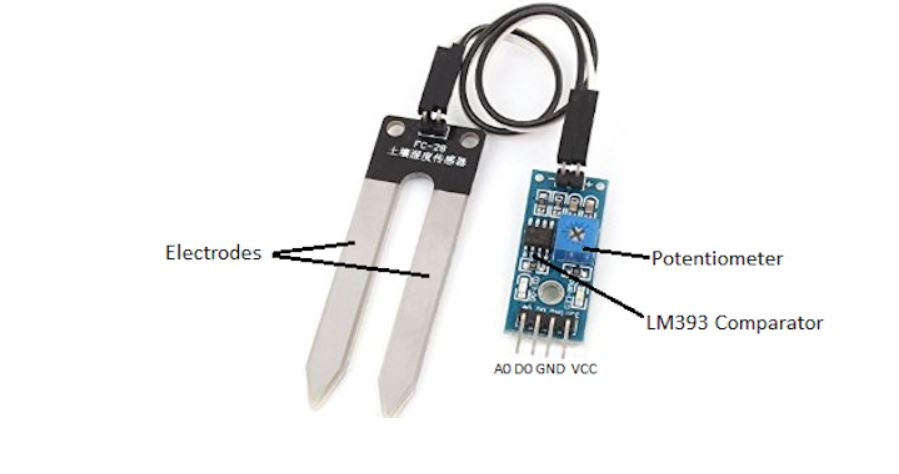 FC-28
土壤湿度传感器
Electrodes
Potentiometer
LM393 Comparator
A0 D0 GND VCC
- +